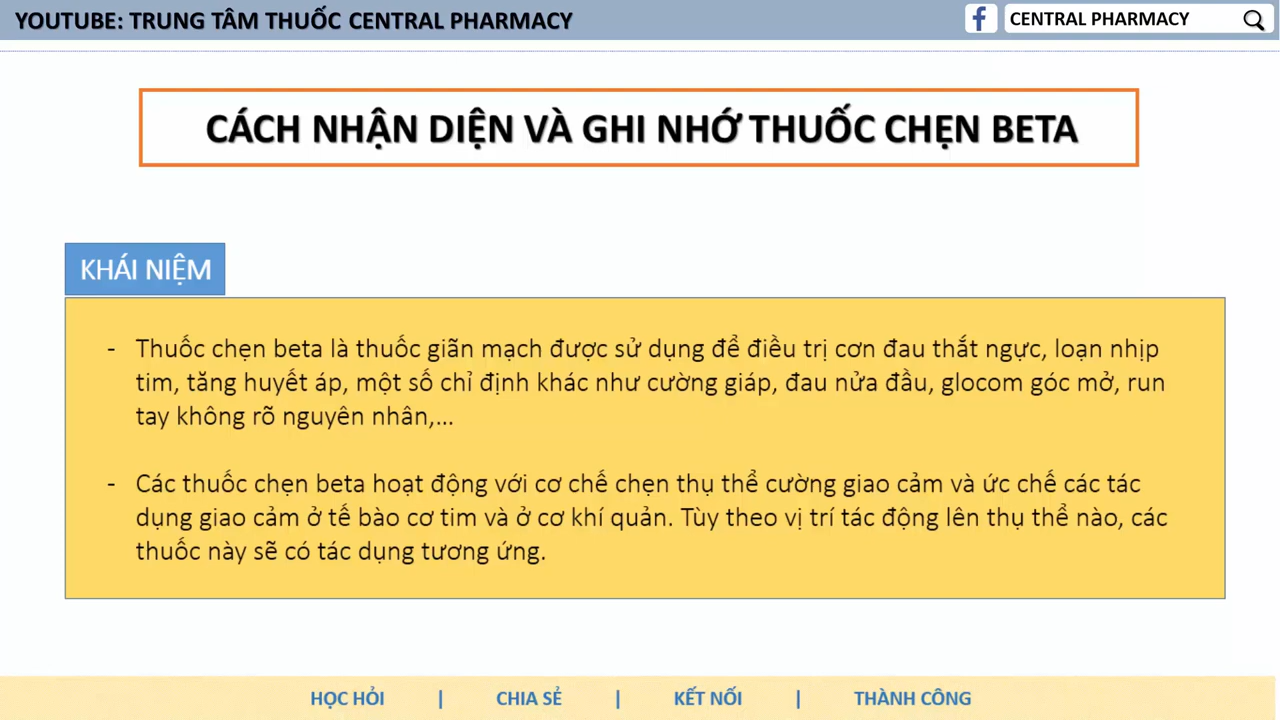 YOUTUBE: TRUNG TÂM THUỐC CENTRAL PHARMACY
CENTRAL PHARMACY
CÁCH NHẬN DIỆN VÀ GHI NHỚ THUỐC CHẸN BETA
KHÁI NIỆM
- Thuốc chẹn beta là thuốc giãn mạch được sử dụng để điều trị cơn đau thắt ngực, loạn nhịp
tim, tăng huyết áp, một số chỉ định khác như cường giáp, đau nửa đầu, glocom góc mở, run
tay không rõ nguyên nhân,...
- Các thuốc chẹn beta hoạt động với cơ chế chẹn thụ thể cường giao cảm và ức chế các tác
dụng giao cảm ở tế bào cơ tim và ở cơ khí quản. Tùy theo vị trí tác động lên thụ thể nào, các
thuốc này sẽ có tác dụng tương ứng.
HỌC HỎI | CHIA SẺ | KẾT NỐI | THÀNH CÔNG